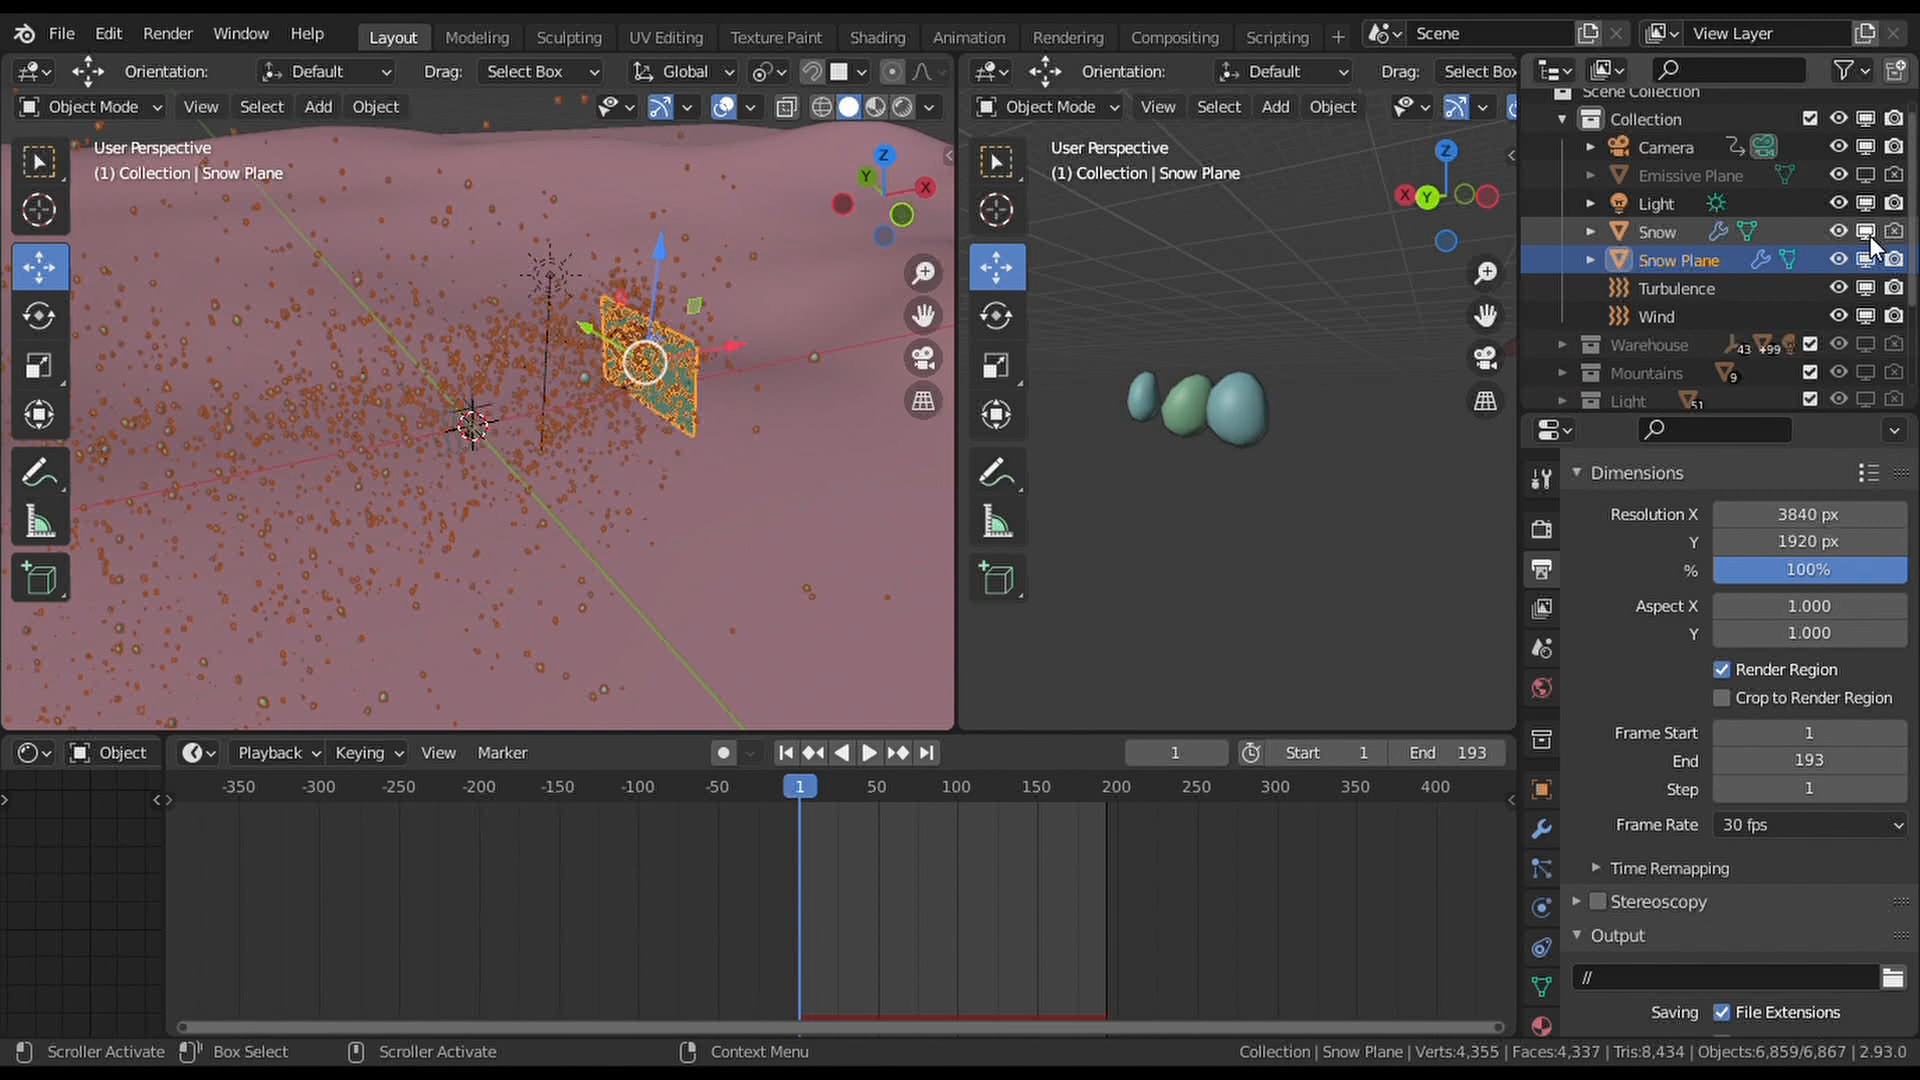 File Edit Render Window Help Layout Modeling Sculpting UV Editing Texture Paint Shading Animation Rendering Compositing Scripting + Scene View Layer
Orientation: Default Drag: Select Box Global
Object Mode View Select Add Object
User Perspective
(1) Collection | Snow Plane
Z
Y
X
Orientation: Default Drag: Select Box
Object Mode View Select Add Object
User Perspective
(1) Collection | Snow Plane
Z
X Y
Scene Collection
Collection
Camera
Emissive Plane
Light
Snow
Snow Plane
Turbulence
Wind
Warehouse 43 +99
Mountains 9
Light 51
Dimensions
Resolution X 3840 px
Y 1920 px
% 100%
Aspect X 1.000
Y 1.000
Render Region
Crop to Render Region
Frame Start 1
End 193
Step 1
Frame Rate 30 fps
Time Remapping
Stereoscopy
Output
//
Saving File Extensions
Object Playback Keying View Marker 1 Start 1 End 193
-350 -300 -250 -200 -150 -100 -50 1 50 100 150 200 250 300 350 400
Scroller Activate Box Select Scroller Activate Context Menu Collection | Snow Plane | Verts:4,355 | Faces:4,337 | Tris:8,434 | Objects:6,859/6,867 | 2.93.0